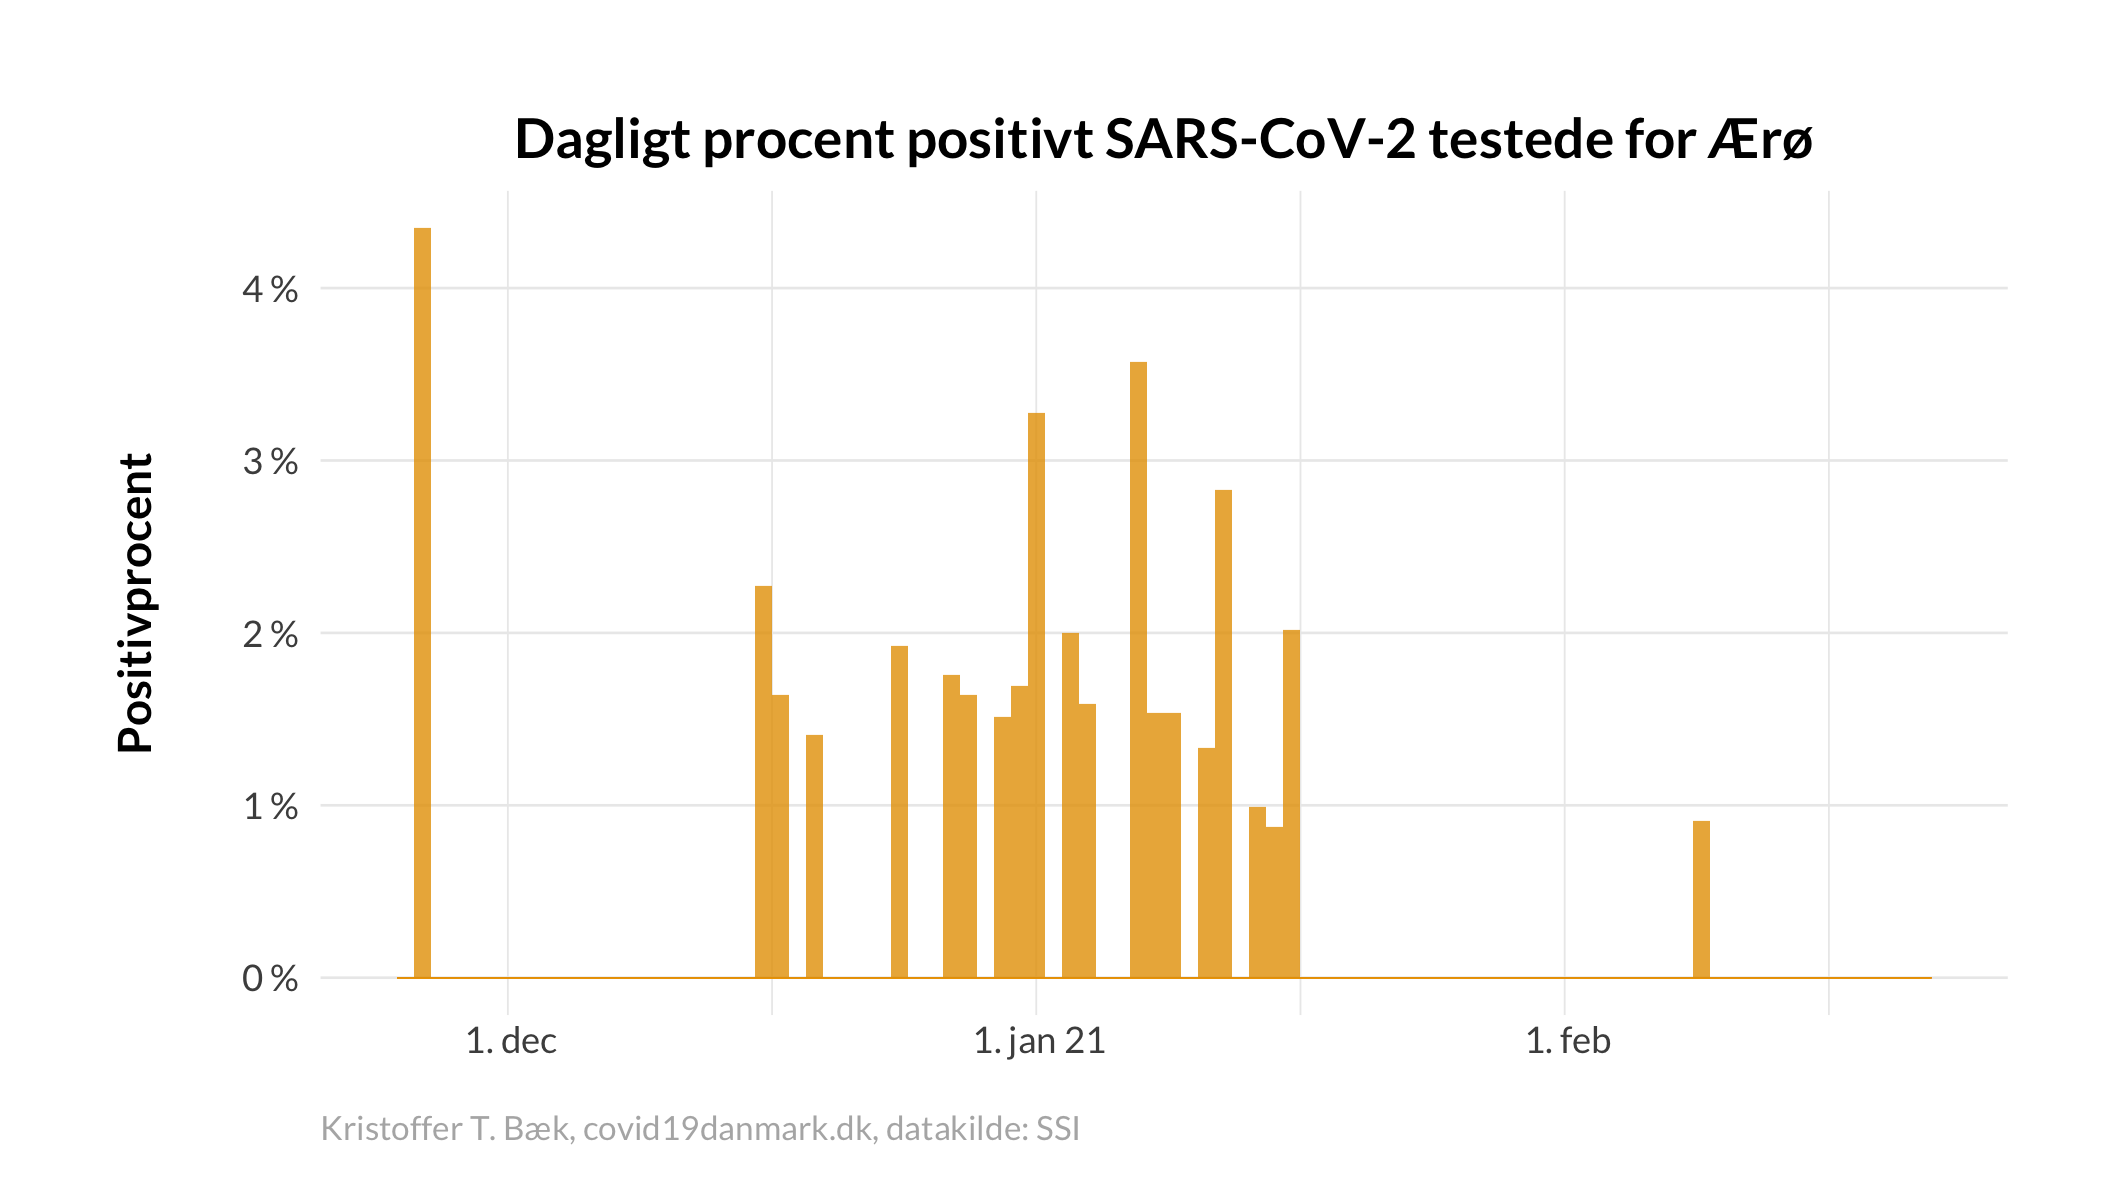 Dagligt procent positivt SARS-CoV-2 testede for Ærø
Positivprocent
4 %
3 %
2 %
1 %
0 %
1. dec
1. jan 21
1. feb
Kristoffer T. Bæk, covid19danmark.dk, datakilde: SSI